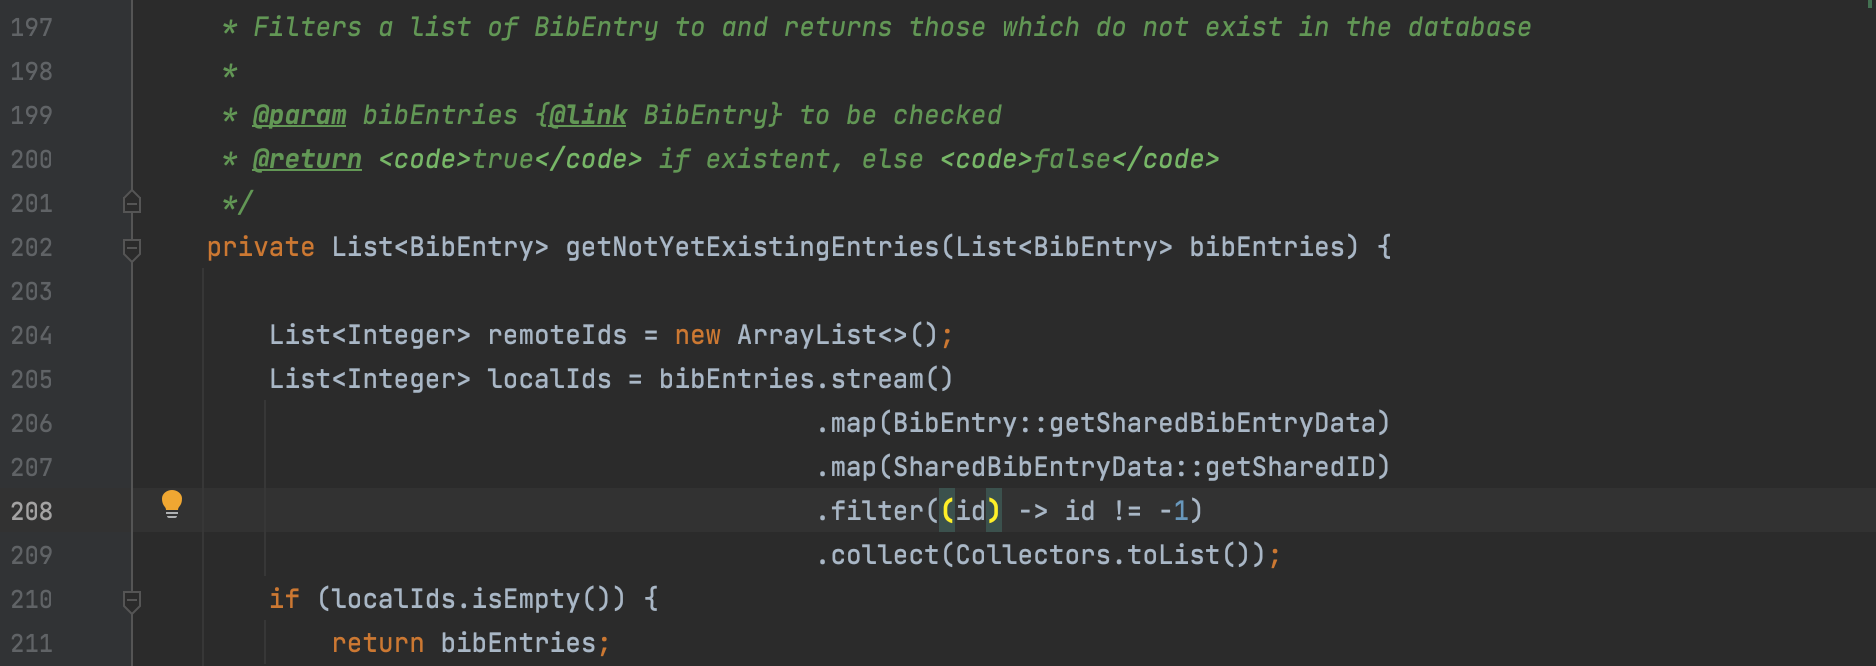 197 * Filters a list of BibEntry to and returns those which do not exist in the database
198 *
199 * @param bibEntries {@link BibEntry} to be checked
200 * @return <code>true</code> if existent, else <code>false</code>
201 */
202 private List<BibEntry> getNotYetExistingEntries(List<BibEntry> bibEntries) {
203
204 List<Integer> remoteIds = new ArrayList<>();
205 List<Integer> localIds = bibEntries.stream()
206 .map(BibEntry::getSharedBibEntryData)
207 .map(SharedBibEntryData::getSharedID)
208 .filter((id) -> id != -1)
209 .collect(Collectors.toList());
210 if (localIds.isEmpty()) {
211 return bibEntries;